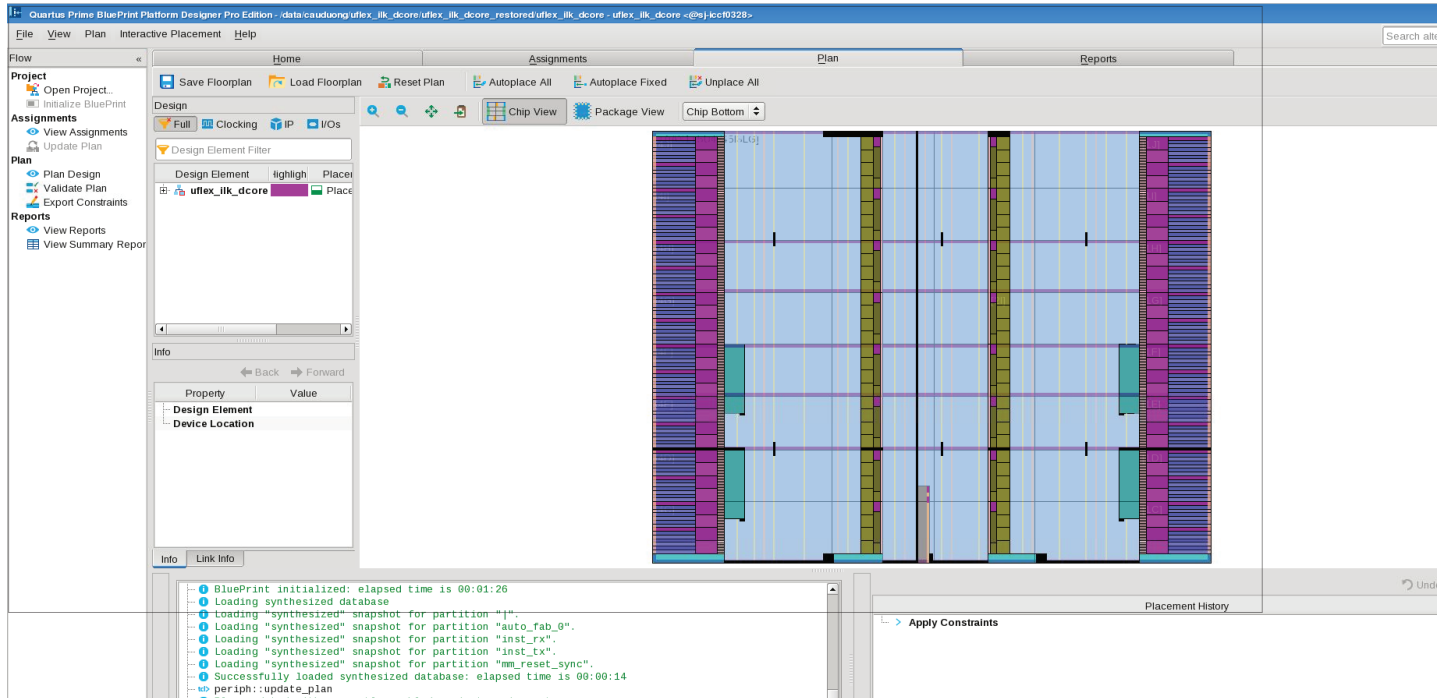 Quartus Prime BluePrint Platform Designer Pro Edition - /data/cauduong/uflex_ilk_dcore/uflex_ilk_dcore_restored/uflex_ilk_dcore - uflex_ilk_dcore <@sj-iccf0328>
File View Plan Interactive Placement Help
Search alte
Flow «
Home Assignments Plan Reports
Project
Open Project...
Initialize BluePrint
Assignments
View Assignments
Update Plan
Plan
Plan Design
Validate Plan
Export Constraints
Reports
View Reports
View Summary Repor
Save Floorplan Load Floorplan Reset Plan Autoplace All Autoplace Fixed Unplace All
Design
Full Clocking IP I/Os
Chip View Package View Chip Bottom
Design Element Filter
Design Element Highligh Placer
uflex_ilk_dcore Place
Info
Back Forward
Property Value
Design Element
Device Location
Info Link Info
BluePrint initialized: elapsed time is 00:01:26
Loading synthesized database
Loading "synthesized" snapshot for partition "|".
Loading "synthesized" snapshot for partition "auto_fab_0".
Loading "synthesized" snapshot for partition "inst_rx".
Loading "synthesized" snapshot for partition "inst_tx".
Loading "synthesized" snapshot for partition "mm_reset_sync".
Successfully loaded synthesized database: elapsed time is 00:00:14
tcl> periph::update_plan
Undo
Placement History
> Apply Constraints